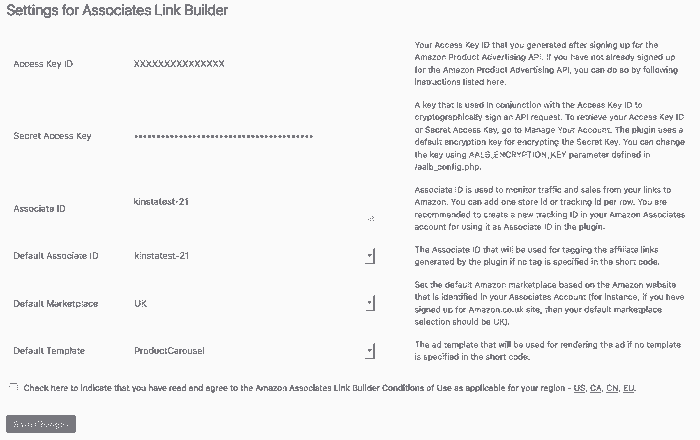 Settings for Associates Link Builder
Access Key ID
XXXXXXXXXXXXXXX
Your Access Key ID that you generated after signing up for the
Amazon Product Advertising API. If you have not already signed up
for the Amazon Product Advertising API, you can do so by following
instructions listed here.
Secret Access Key
A key that is used in conjunction with the Access Key ID to
cryptographically sign an API request. To retrieve your Access Key ID
or Secret Access Key, go to Manage Your Account. The plugin uses a
default encryption key for encrypting the Secret Key. You can change
the key using AALB_ENCRYPTION_KEY parameter defined in
/aalb_config.php.
Associate ID
kinstatest-21
Associate ID is used to monitor traffic and sales from your links to
Amazon. You can add one store id or tracking id per row. You are
recommended to create a new tracking ID in your Amazon Associates
account for using it as Associate ID in the plugin.
Default Associate ID
kinstatest-21
The Associate ID that will be used for tagging the affiliate links
generated by the plugin if no tag is specified in the short code.
Default Marketplace
UK
Set the default Amazon marketplace based on the Amazon website
that is identified in your Associates Account (for instance, if you have
signed up for Amazon.co.uk site, than your default marketplace
selection should be UK).
Default Template
ProductCarousel
The ad template that will be used for rendering the ad if no template
is specified in the short code.
Check here to indicate that you have read and agree to the Amazon Associates Link Builder Conditions of Use as applicable for your region - US, CA, CN, EU.
Save Changes